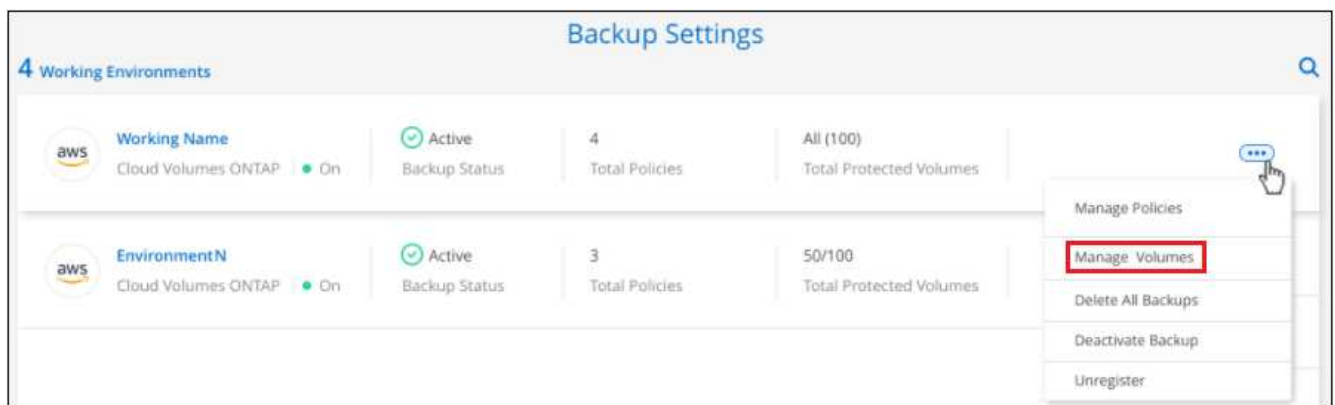 Backup Settings
4 Working Environments
aws
Working Name
Cloud Volumes ONTAP On
Active
Backup Status
4
Total Policies
All (100)
Total Protected Volumes
Manage Policies
Manage Volumes
Delete All Backups
Deactivate Backup
Unregister
aws
EnvironmentN
Cloud Volumes ONTAP On
Active
Backup Status
3
Total Policies
50/100
Total Protected Volumes